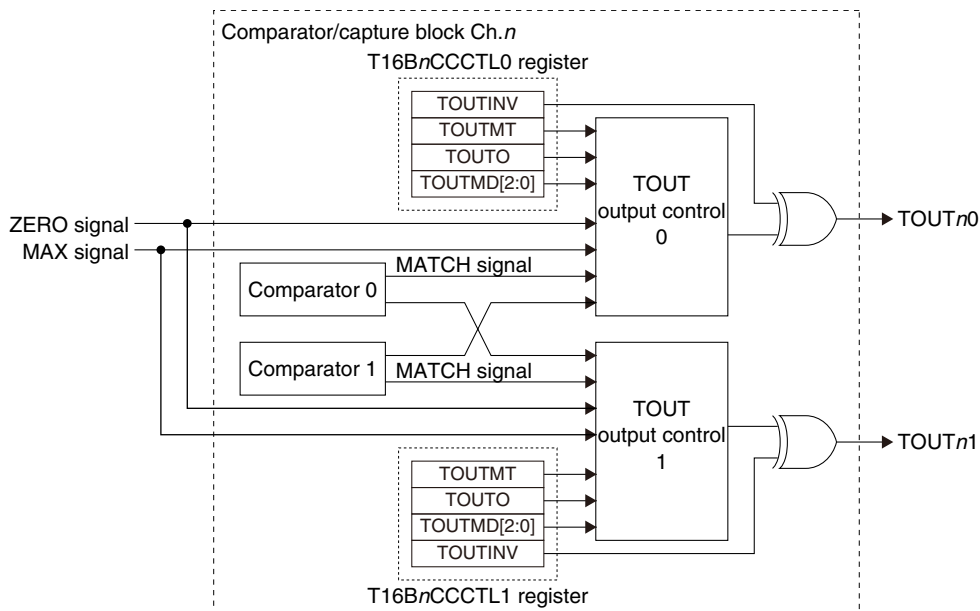 Comparator/capture block Ch.n
T16BnCCCTL0 register
TOUTINV
TOUTMT
TOUTO
TOUTMD[2:0]
TOUT
output control
0
TOUTn0
ZERO signal
MAX signal
MATCH signal
Comparator 0
Comparator 1
MATCH signal
TOUT
output control
1
TOUTn1
TOUTMT
TOUTO
TOUTMD[2:0]
TOUTINV
T16BnCCCTL1 register